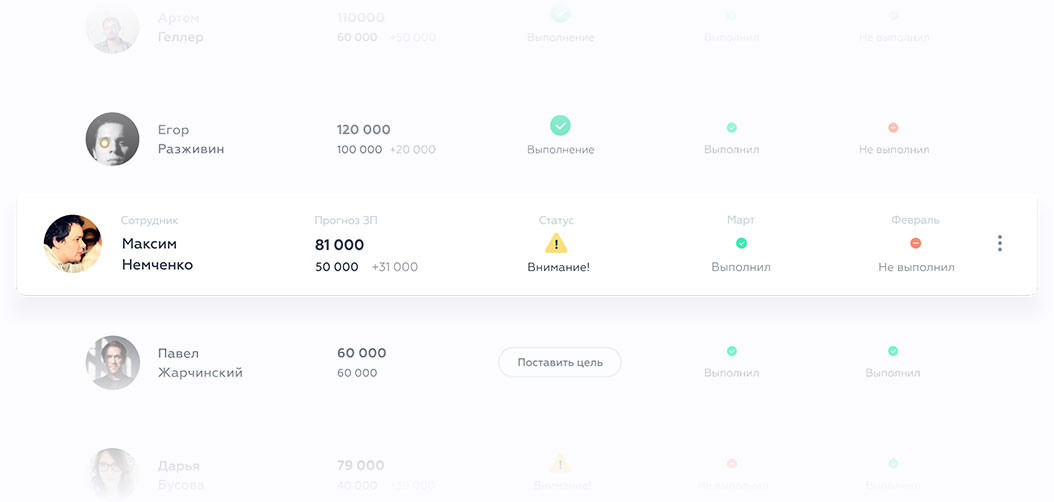 Артем
110000
Геллер
60 000 +50 000
Выполнение
Выполнил
Не выполнил
Егор
120 000
Разживин
100 000 +20 000
Выполнение
Выполнил
Не выполнил
Сотрудник
Прогноз ЗП
Статус
Март
Февраль
Максим
81 000
Немченко
50 000 +31 000
Внимание!
Выполнил
Не выполнил
Павел
60 000
Поставить цель
Жарчинский
60 000
Выполнил
Выполнил
Дарья
79 000
Бусова
40 000 +39 000
Внимание!
Не выполнил
Выполнил